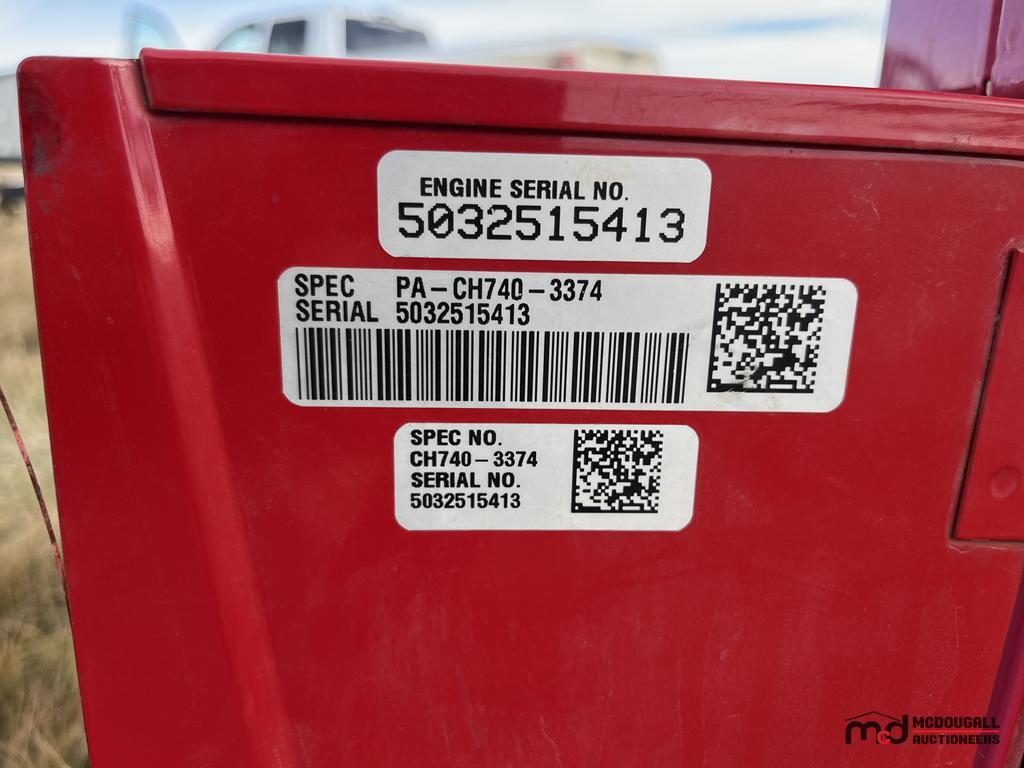 ENGINE SERIAL NO.
5032515413
SPEC PA-CH740-3374
SERIAL 5032515413
SPEC NO.
CH740-3374
SERIAL NO.
5032515413
mcd MCDOUGALL
AUCTIONEERS